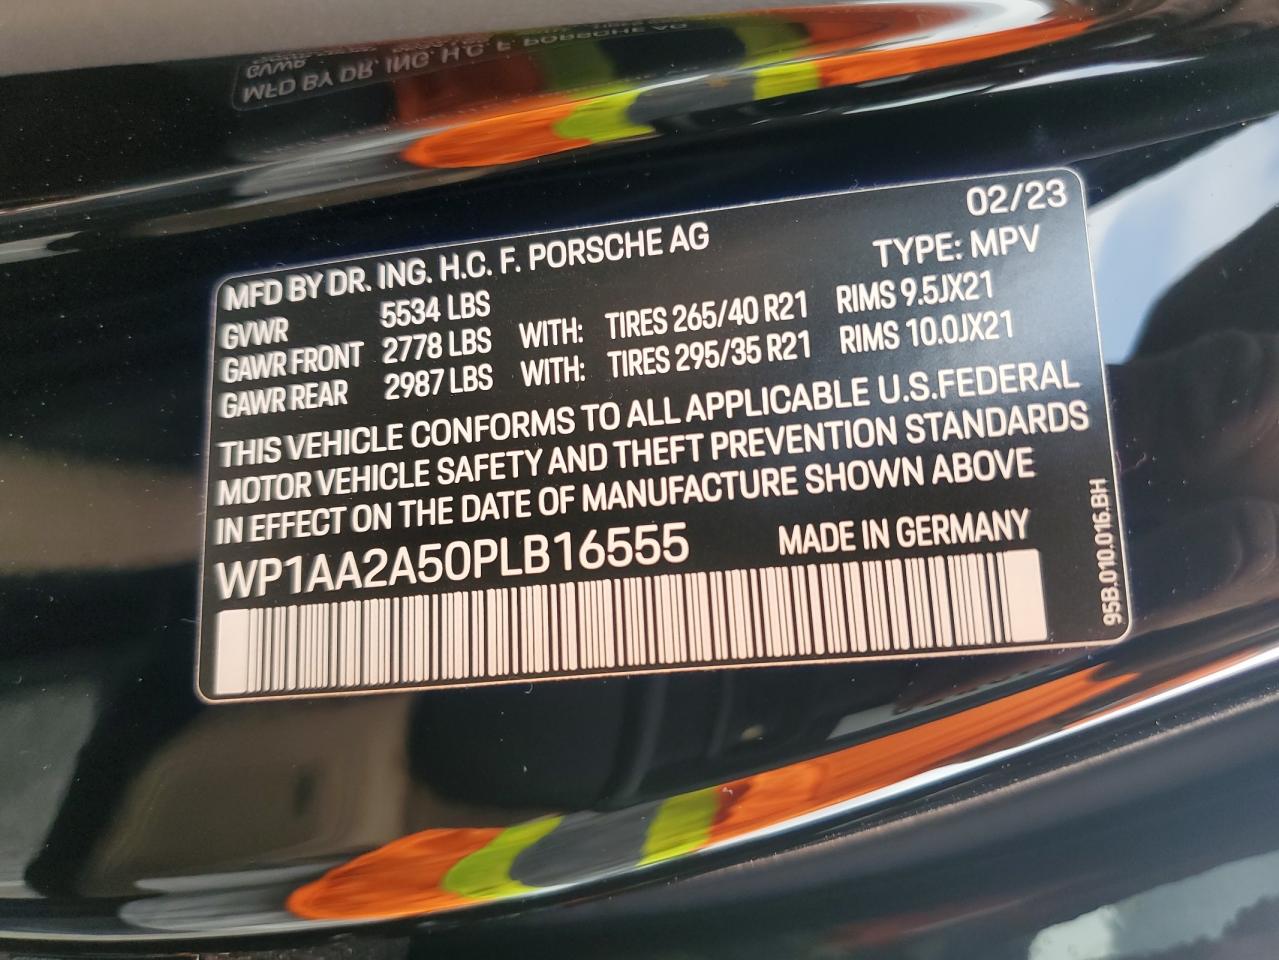 02/23
MFD BY DR. ING. H.C. F. PORSCHE AG TYPE: MPV
GVWR 5534 LBS
GAWR FRONT 2778 LBS WITH: TIRES 265/40 R21 RIMS 9.5JX21
GAWR REAR 2987 LBS WITH: TIRES 295/35 R21 RIMS 10.0JX21
THIS VEHICLE CONFORMS TO ALL APPLICABLE U.S.FEDERAL
MOTOR VEHICLE SAFETY AND THEFT PREVENTION STANDARDS
IN EFFECT ON THE DATE OF MANUFACTURE SHOWN ABOVE
WP1AA2A50PLB16555 MADE IN GERMANY
95B.010.016.BH